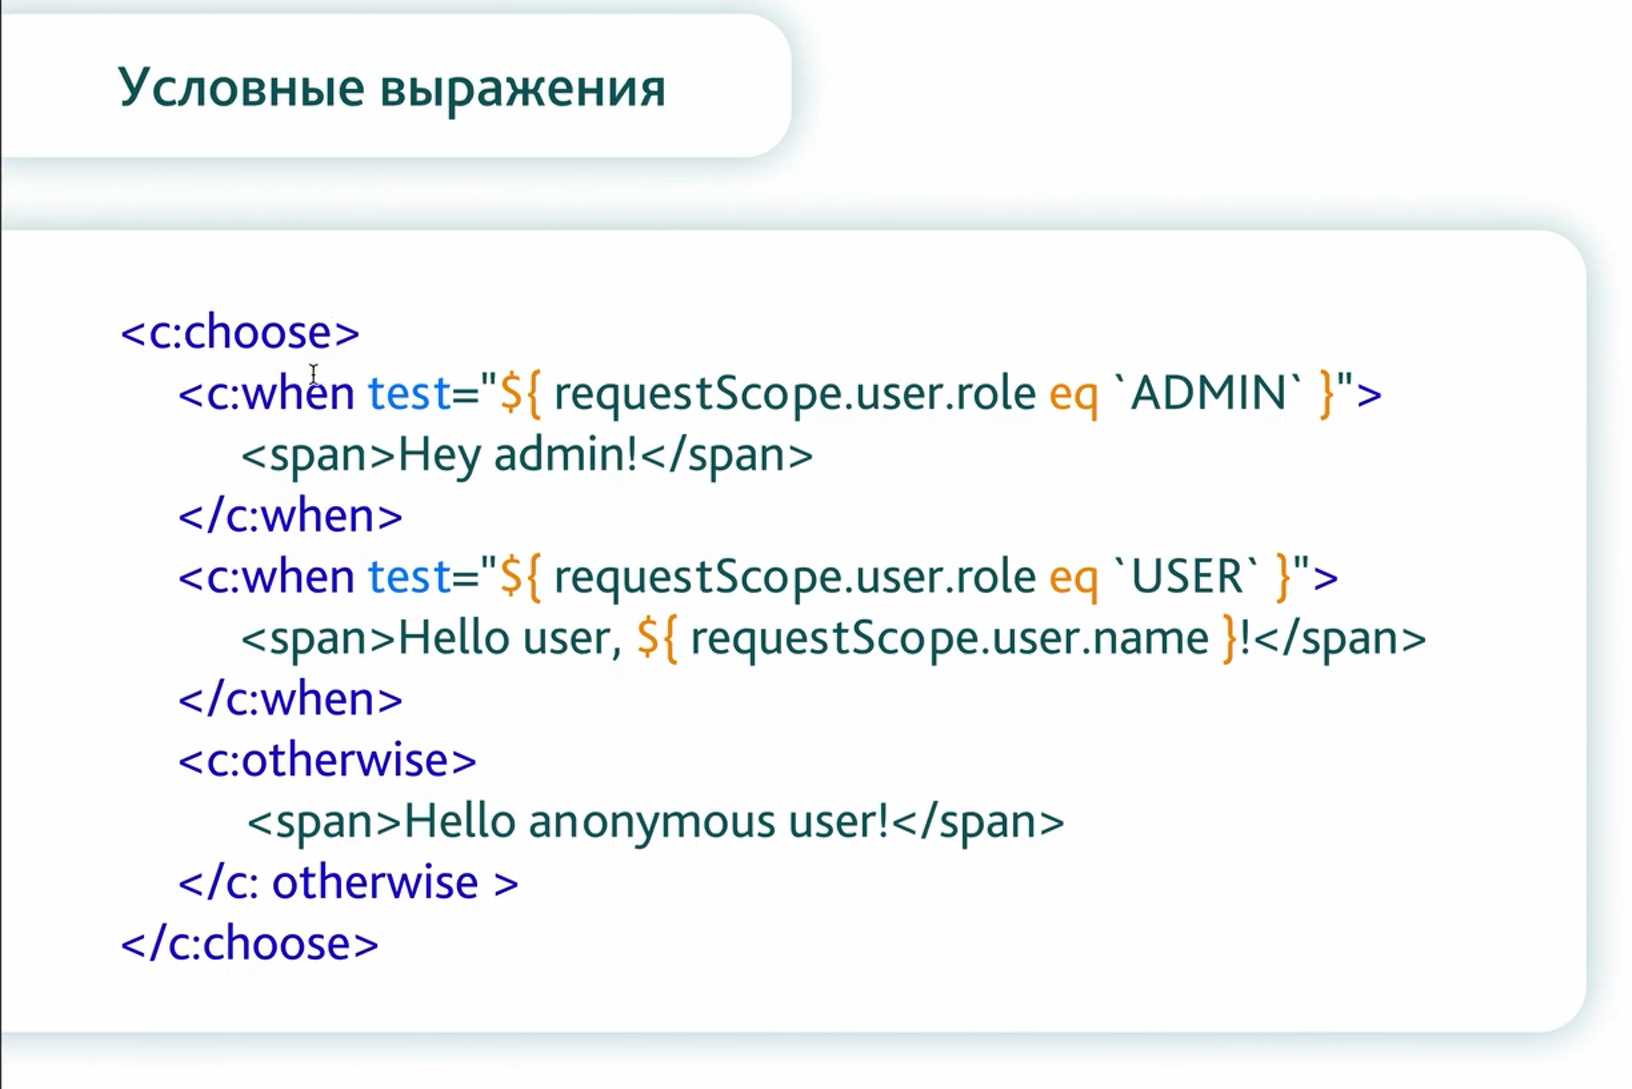 Условные выражения
<c:choose>
<c:when test="${ requestScope.user.role eq `ADMIN` }">
<span>Hey admin!</span>
</c:when>
<c:when test="${ requestScope.user.role eq `USER` }">
<span>Hello user, ${ requestScope.user.name }!</span>
</c:when>
<c:otherwise>
<span>Hello anonymous user!</span>
</c: otherwise >
</c:choose>